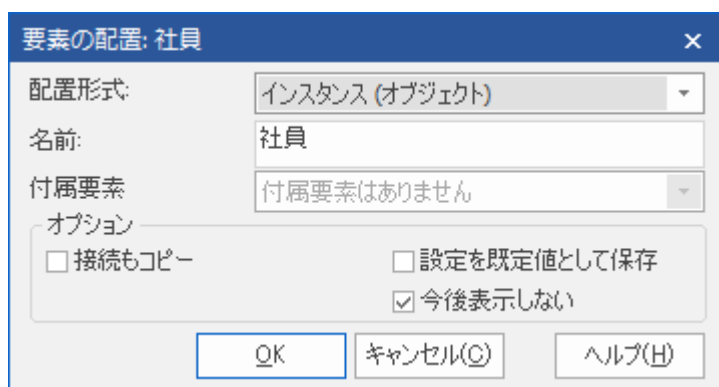 要素の配置: 社員
配置形式: インスタンス (オブジェクト)
名前: 社員
付属要素 付属要素はありません
オプション
接続もコピー 設定を既定値として保存
今後表示しない
OK キャンセル(C) ヘルプ(H)